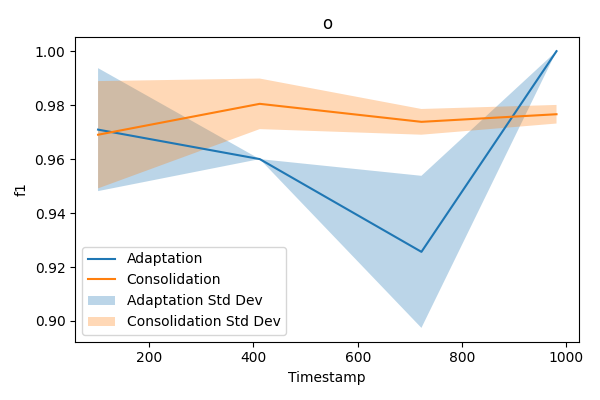 o
1.00
0.98
0.96
0.94
0.92
0.90
f1
Adaptation
Consolidation
Adaptation Std Dev
Consolidation Std Dev
200
400
600
800
1000
Timestamp